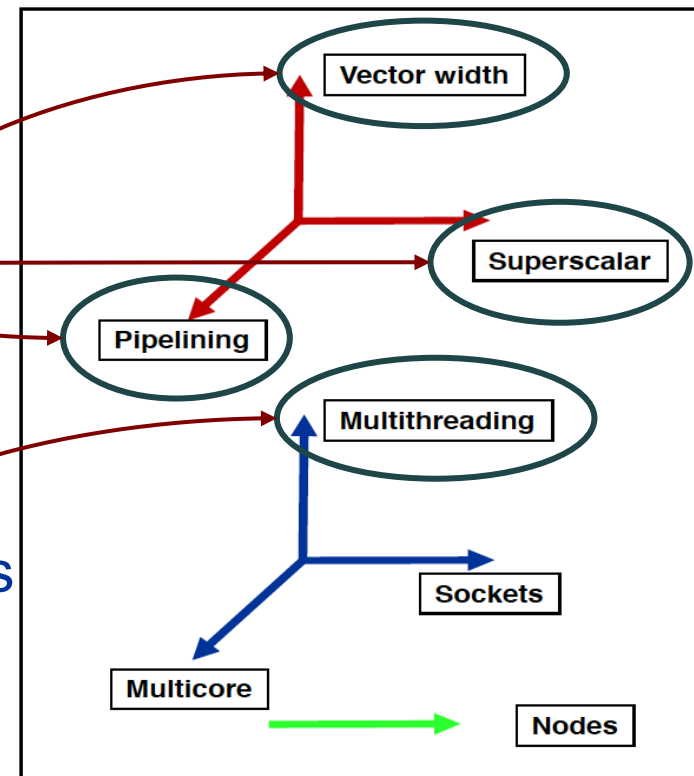 Vector width
Superscalar
Pipelining
Multithreading
s
Sockets
Multicore
Nodes